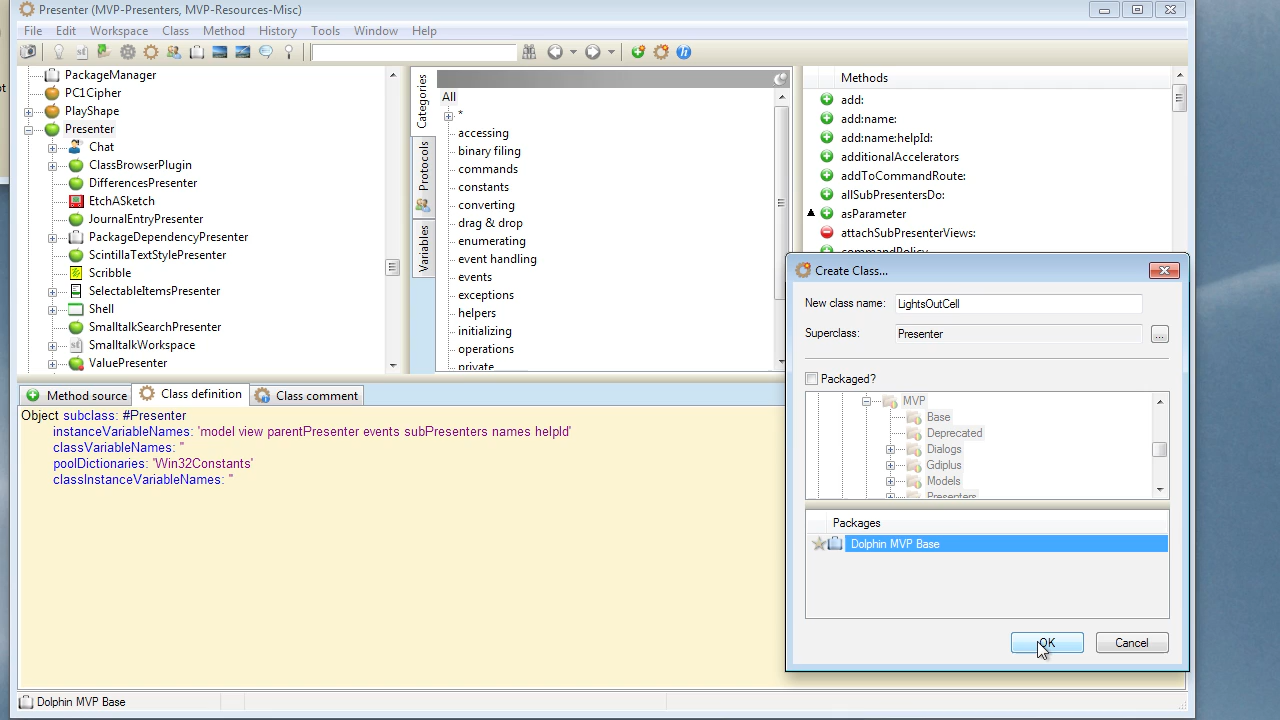 Presenter (MVP-Presenters, MVP-Resources-Misc)
File Edit Workspace Class Method History Tools Window Help
PackageManager
PC1Cipher
PlayShape
Presenter
Chat
ClassBrowserPlugin
DifferencesPresenter
EtchASketch
JournalEntryPresenter
PackageDependencyPresenter
ScintillaTextStylePresenter
Scribble
SelectableItemsPresenter
Shell
SmalltalkSearchPresenter
SmalltalkWorkspace
ValuePresenter
Categories
Protocols
Variables
All
*
accessing
binary filing
commands
constants
converting
drag & drop
enumerating
event handling
events
exceptions
helpers
initializing
operations
private
Methods
add:
add:name:
add:name:helpId:
additionalAccelerators
addToCommandRoute:
allSubPresentersDo:
asParameter
attachSubPresenterViews:
commandPolicy
Method source Class definition Class comment
Object subclass: #Presenter
instanceVariableNames: 'model view parentPresenter events subPresenters names helpId'
classVariableNames: ''
poolDictionaries: 'Win32Constants'
classInstanceVariableNames: ''
Create Class...
New class name: LightsOutCell
Superclass: Presenter ...
Packaged?
MVP
Base
Deprecated
Dialogs
Gdiplus
Models
Presenters
Packages
Dolphin MVP Base
OK Cancel
Dolphin MVP Base